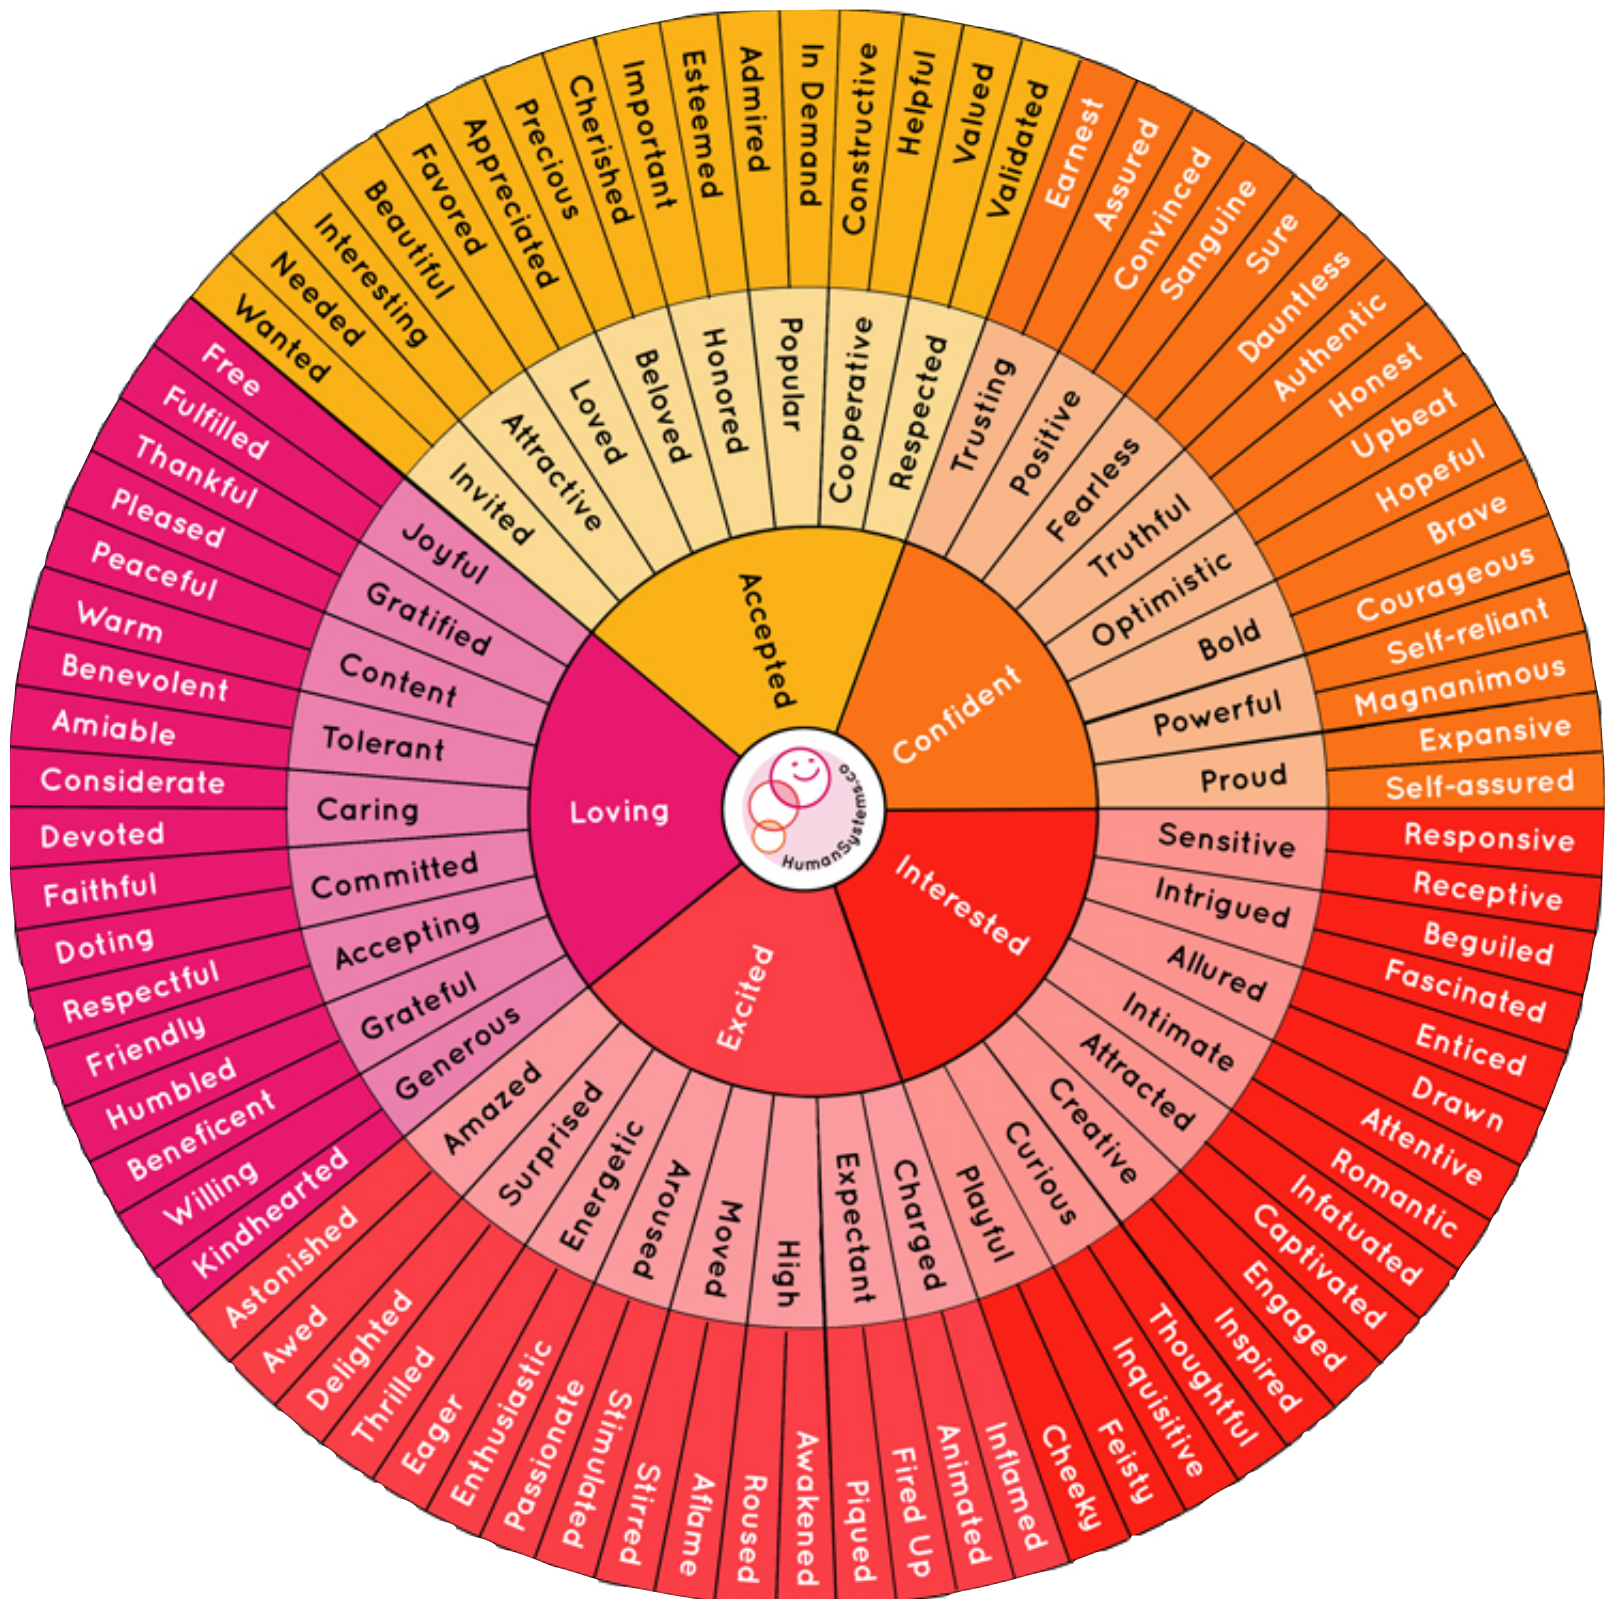 Accepted
Confident
Interested
Excited
Loving
HumanSystems.co
Invited
Attractive
Loved
Beloved
Honored
Popular
Cooperative
Respected
Trusting
Positive
Fearless
Truthful
Optimistic
Bold
Powerful
Proud
Sensitive
Intrigued
Allured
Intimate
Attracted
Creative
Curious
Playful
Charged
Expectant
High
Moved
Aroused
Energetic
Surprised
Amazed
Generous
Grateful
Accepting
Committed
Caring
Tolerant
Content
Gratified
Joyful
Wanted
Needed
Interesting
Beautiful
Favored
Appreciated
Precious
Cherished
Important
Esteemed
Admired
In Demand
Constructive
Helpful
Valued
Validated
Earnest
Assured
Convinced
Sanguine
Sure
Dauntless
Authentic
Honest
Upbeat
Hopeful
Brave
Courageous
Self-reliant
Magnanimous
Expansive
Self-assured
Responsive
Receptive
Beguiled
Fascinated
Enticed
Drawn
Attentive
Romantic
Infatuated
Captivated
Engaged
Inspired
Thoughtful
Inquisitive
Feisty
Cheeky
Inflamed
Animated
Fired Up
Piqued
Awakened
Roused
Aflame
Stirred
Stimulated
Passionate
Enthusiastic
Eager
Thrilled
Delighted
Awed
Astonished
Kindhearted
Willing
Beneficent
Humbled
Friendly
Respectful
Doting
Faithful
Devoted
Considerate
Amiable
Benevolent
Warm
Peaceful
Pleased
Thankful
Fulfilled
Free